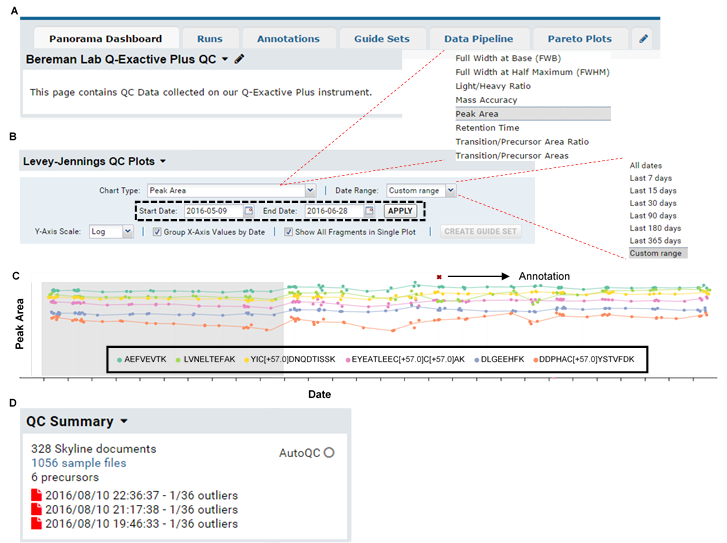 A
Panorama Dashboard Runs Annotations Guide Sets Data Pipeline Pareto Plots
Bereman Lab Q-Exactive Plus QC
This page contains QC Data collected on our Q-Exactive Plus instrument.
Full Width at Base (FWB)
Full Width at Half Maximum (FWHM)
Light/Heavy Ratio
Mass Accuracy
Peak Area
Retention Time
Transition/Precursor Area Ratio
Transition/Precursor Areas
B
Levey-Jennings QC Plots
Chart Type: Peak Area | Date Range: Custom range
Start Date: 2016-05-09 End Date: 2016-06-28 APPLY
Y-Axis Scale: Log | Group X-Axis Values by Date | Show All Fragments in Single Plot | CREATE GUIDE SET
All dates
Last 7 days
Last 15 days
Last 30 days
Last 90 days
Last 180 days
Last 365 days
Custom range
C
Annotation
Peak Area
AEFVEVTK LVNELTEFAK YIC[+57.0]DNQDTISSK EYEATLEEC[+57.0]C[+57.0]AK DLGEEHFK DDPHAC[+57.0]YSTVFDK
Date
D
QC Summary
328 Skyline documents
AutoQC
1056 sample files
6 precursors
2016/08/10 22:36:37 - 1/36 outliers
2016/08/10 21:17:38 - 1/36 outliers
2016/08/10 19:46:33 - 1/36 outliers